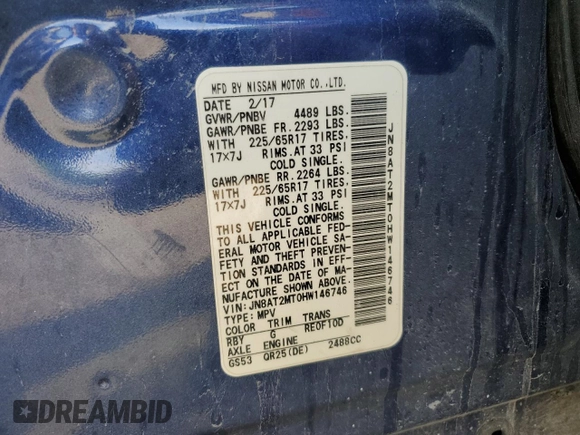 MFD BY NISSAN MOTOR CO.,LTD.
DATE 2/17
GVWR/PNBV 4489 LBS.
GAWR/PNBE FR. 2293 LBS.
WITH 225/65R17 TIRES,
17×7J RIMS. AT 33 PSI
COLD SINGLE.
GAWR/PNBE RR. 2264 LBS.
WITH 225/65R17 TIRES,
17×7J RIMS. AT 33 PSI
COLD SINGLE.
THIS VEHICLE CONFORMS
TO ALL APPLICABLE FED-
ERAL MOTOR VEHICLE SA-
FETY AND THEFT PREVEN-
TION STANDARDS IN EFF-
ECT ON THE DATE OF MA-
NUFACTURE SHOWN ABOVE.
VIN: JN8AT2MT0HW146746
TYPE: MPV
COLOR TRIM TRANS
RBY G RE0F10D
AXLE ENGINE
GS53 QR25(DE) 2488CC
JN8AT2MT0HW146746
DREAMBID